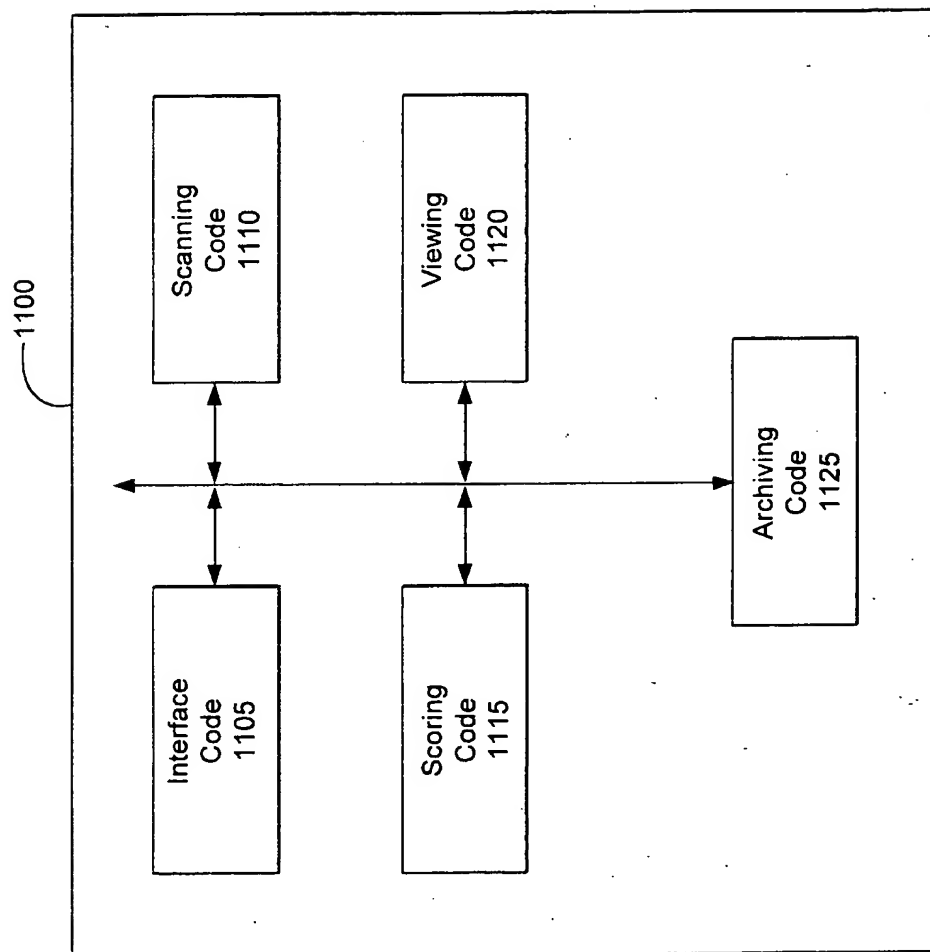 1100
Interface
Code
1105
Scanning
Code
1110
Scoring
Code
1115
Viewing
Code
1120
Archiving
Code
1125